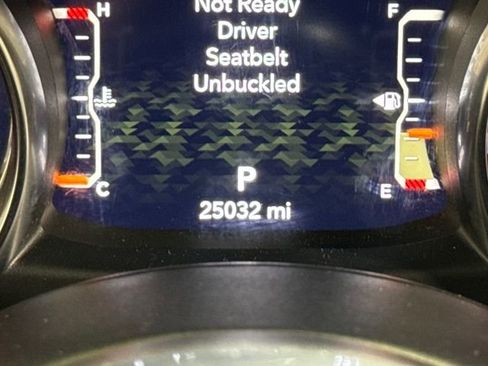 H
F
Not Ready
Driver
Seatbelt
Unbuckled
P
C
E
25032 mi